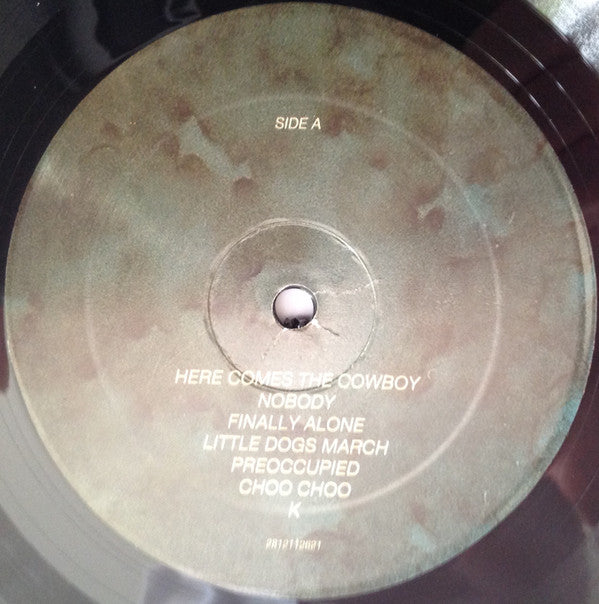 SIDE A
HERE COMES THE COWBOY
NOBODY
FINALLY ALONE
LITTLE DOGS MARCH
PREOCCUPIED
CHOO CHOO
K